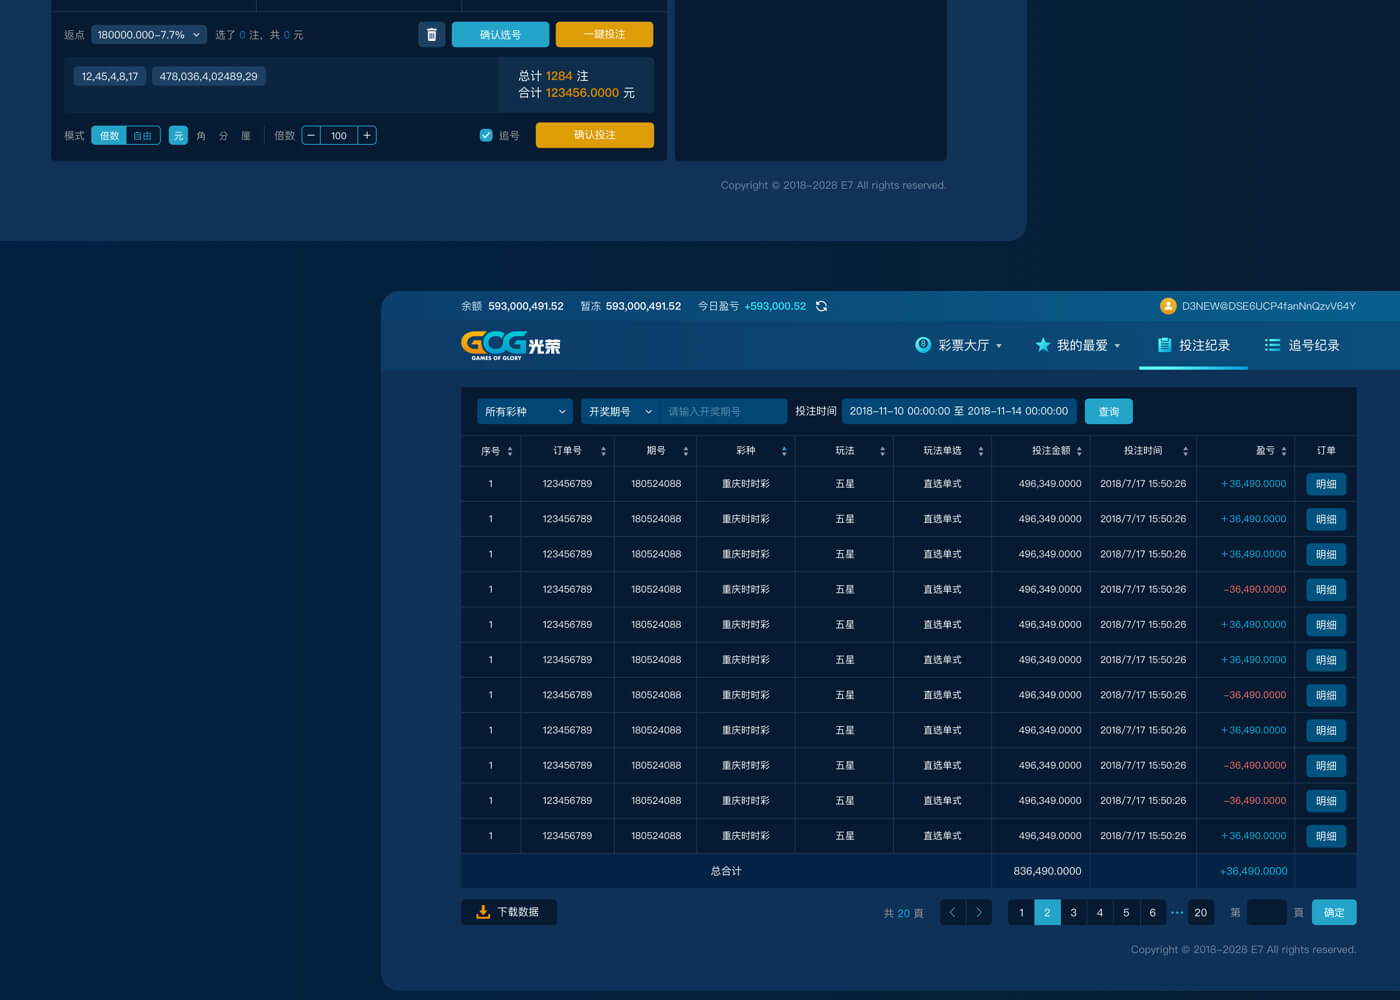 返点 180000.000-7.7% 选了 0 注, 共 0 元 确认选号 一键投注
12,45,4,8,17 478,036,4,02489,29
总计 1284 注
合计 123456.0000 元
模式 倍数 自由 元 角 分 厘 倍数 − 100 + 追号 确认投注
Copyright © 2018-2028 E7 All rights reserved.
余额 593,000,491.52 暂冻 593,000,491.52 今日盈亏 +593,000.52 D3NEW@DSE6UCP4fanNnQzvV64Y
GCG光荣
GAMES OF GLORY
彩票大厅 我的最爱 投注纪录 追号纪录
所有彩种 开奖期号 请输入开奖期号 投注时间 2018-11-10 00:00:00 至 2018-11-14 00:00:00 查询
序号 订单号 期号 彩种 玩法 玩法单选 投注金额 投注时间 盈亏 订单
1 123456789 180524088 重庆时时彩 五星 直选单式 496,349.0000 2018/7/17 15:50:26 +36,490.0000 明细
1 123456789 180524088 重庆时时彩 五星 直选单式 496,349.0000 2018/7/17 15:50:26 +36,490.0000 明细
1 123456789 180524088 重庆时时彩 五星 直选单式 496,349.0000 2018/7/17 15:50:26 +36,490.0000 明细
1 123456789 180524088 重庆时时彩 五星 直选单式 496,349.0000 2018/7/17 15:50:26 -36,490.0000 明细
1 123456789 180524088 重庆时时彩 五星 直选单式 496,349.0000 2018/7/17 15:50:26 +36,490.0000 明细
1 123456789 180524088 重庆时时彩 五星 直选单式 496,349.0000 2018/7/17 15:50:26 +36,490.0000 明细
1 123456789 180524088 重庆时时彩 五星 直选单式 496,349.0000 2018/7/17 15:50:26 -36,490.0000 明细
1 123456789 180524088 重庆时时彩 五星 直选单式 496,349.0000 2018/7/17 15:50:26 +36,490.0000 明细
1 123456789 180524088 重庆时时彩 五星 直选单式 496,349.0000 2018/7/17 15:50:26 -36,490.0000 明细
1 123456789 180524088 重庆时时彩 五星 直选单式 496,349.0000 2018/7/17 15:50:26 -36,490.0000 明细
1 123456789 180524088 重庆时时彩 五星 直选单式 496,349.0000 2018/7/17 15:50:26 +36,490.0000 明细
总合计 836,490.0000 +36,490.0000
下载数据 共 20 頁 < > 1 2 3 4 5 6 ··· 20 第 頁 确定
Copyright © 2018-2028 E7 All rights reserved.